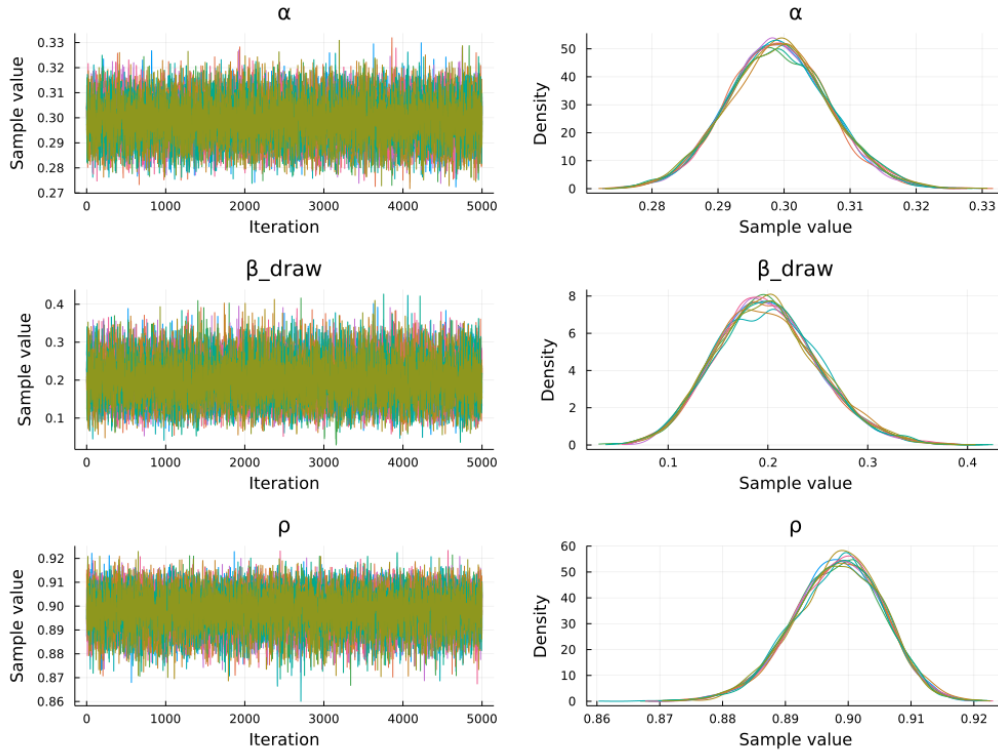 α
Sample value
0.33
0.32
0.31
0.30
0.29
0.28
0.27
0 1000 2000 3000 4000 5000
Iteration
α
Density
50
40
30
20
10
0
0.28 0.29 0.30 0.31 0.32 0.33
Sample value
β_draw
Sample value
0.4
0.3
0.2
0.1
0 1000 2000 3000 4000 5000
Iteration
β_draw
Density
8
6
4
2
0
0.1 0.2 0.3 0.4
Sample value
ρ
Sample value
0.92
0.91
0.90
0.89
0.88
0.87
0.86
0 1000 2000 3000 4000 5000
Iteration
ρ
Density
60
50
40
30
20
10
0
0.86 0.87 0.88 0.89 0.90 0.91 0.92
Sample value